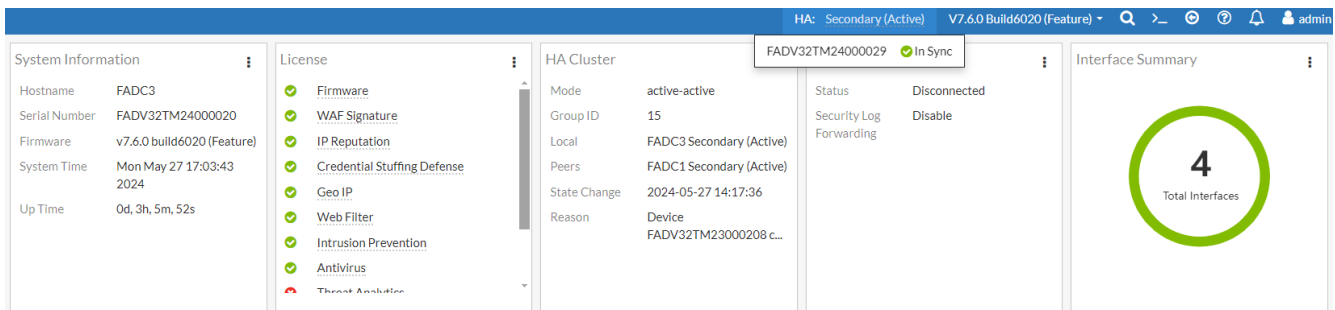 HA: Secondary (Active) V7.6.0 Build6020 (Feature) >_ admin
FADV32TM24000029 In Sync
System Information
Hostname FADC3
Serial Number FADV32TM24000020
Firmware v7.6.0 build6020 (Feature)
System Time Mon May 27 17:03:43
2024
Up Time 0d, 3h, 5m, 52s
License
Firmware
WAF Signature
IP Reputation
Credential Stuffing Defense
Geo IP
Web Filter
Intrusion Prevention
Antivirus
Threat Analytics
HA Cluster
Mode active-active
Group ID 15
Local FADC3 Secondary (Active)
Peers FADC1 Secondary (Active)
State Change 2024-05-27 14:17:36
Reason Device
FADV32TM23000208 c...
Status Disconnected
Security Log Disable
Forwarding
Interface Summary
4
Total Interfaces